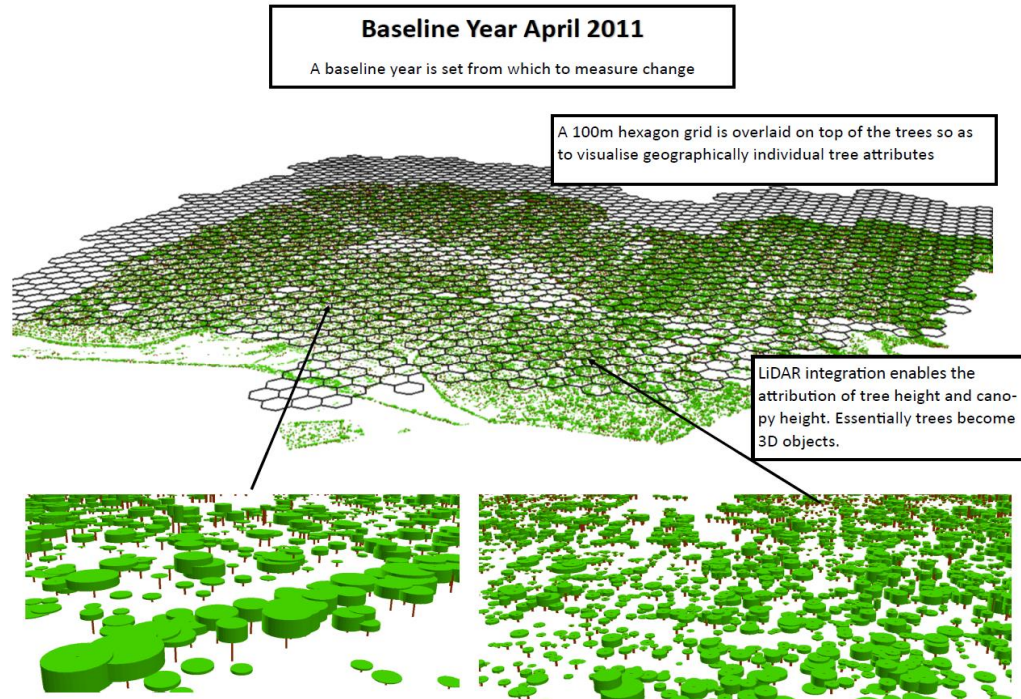 Baseline Year April 2011
A baseline year is set from which to measure change
A 100m hexagon grid is overlaid on top of the trees so as
to visualise geographically individual tree attributes
LiDAR integration enables the
attribution of tree height and cano-
py height. Essentially trees become
3D objects.